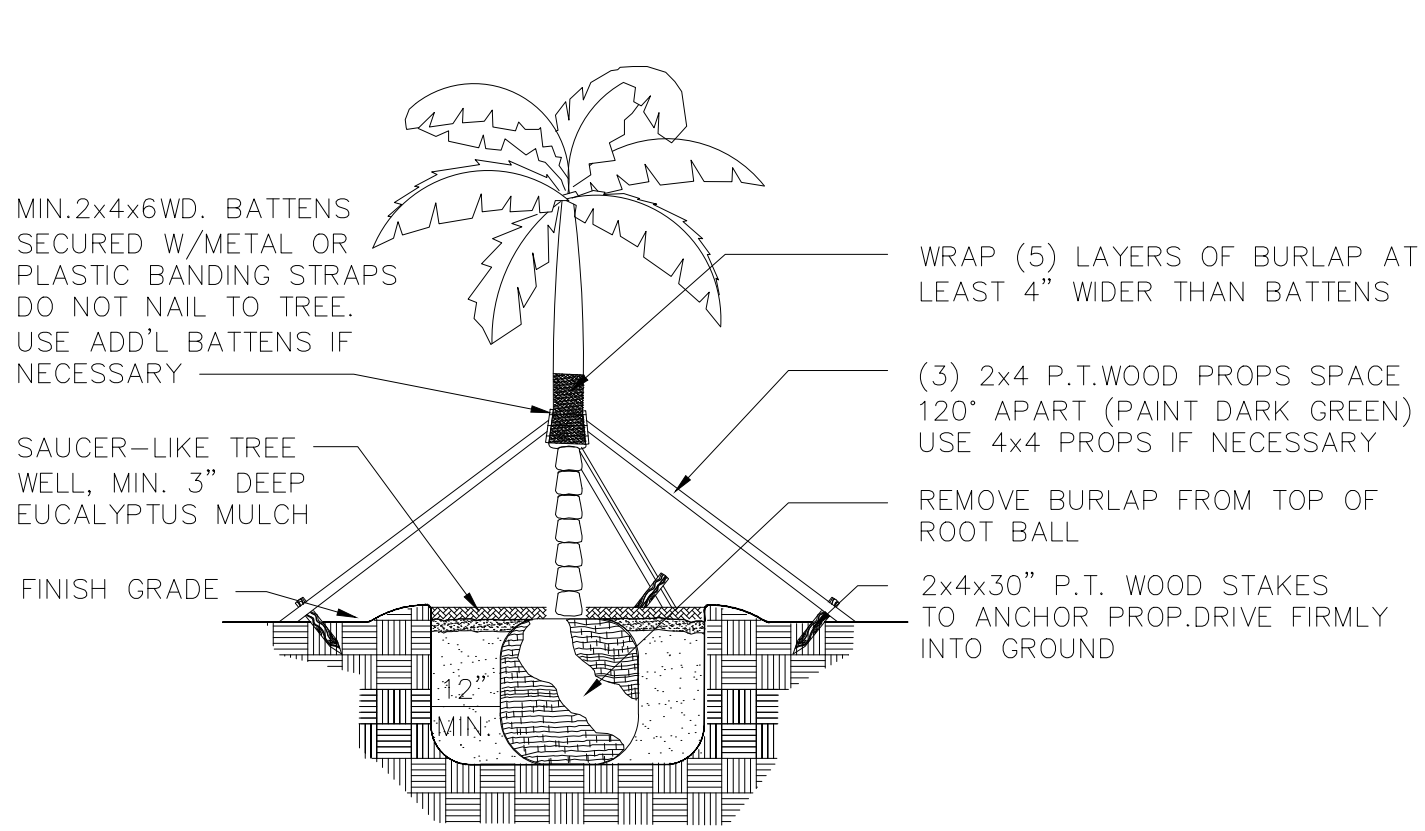 MIN.2x4x6WD. BATTENS
SECURED W/METAL OR
PLASTIC BANDING STRAPS
DO NOT NAIL TO TREE.
USE ADD'L BATTENS IF
NECESSARY
SAUCER-LIKE TREE
WELL, MIN. 3" DEEP
EUCALYPTUS MULCH
FINISH GRADE
12"
MIN.
WRAP (5) LAYERS OF BURLAP AT
LEAST 4" WIDER THAN BATTENS
(3) 2x4 P.T.WOOD PROPS SPACE
120° APART (PAINT DARK GREEN)
USE 4x4 PROPS IF NECESSARY
REMOVE BURLAP FROM TOP OF
ROOT BALL
2x4x30" P.T. WOOD STAKES
TO ANCHOR PROP.DRIVE FIRMLY
INTO GROUND